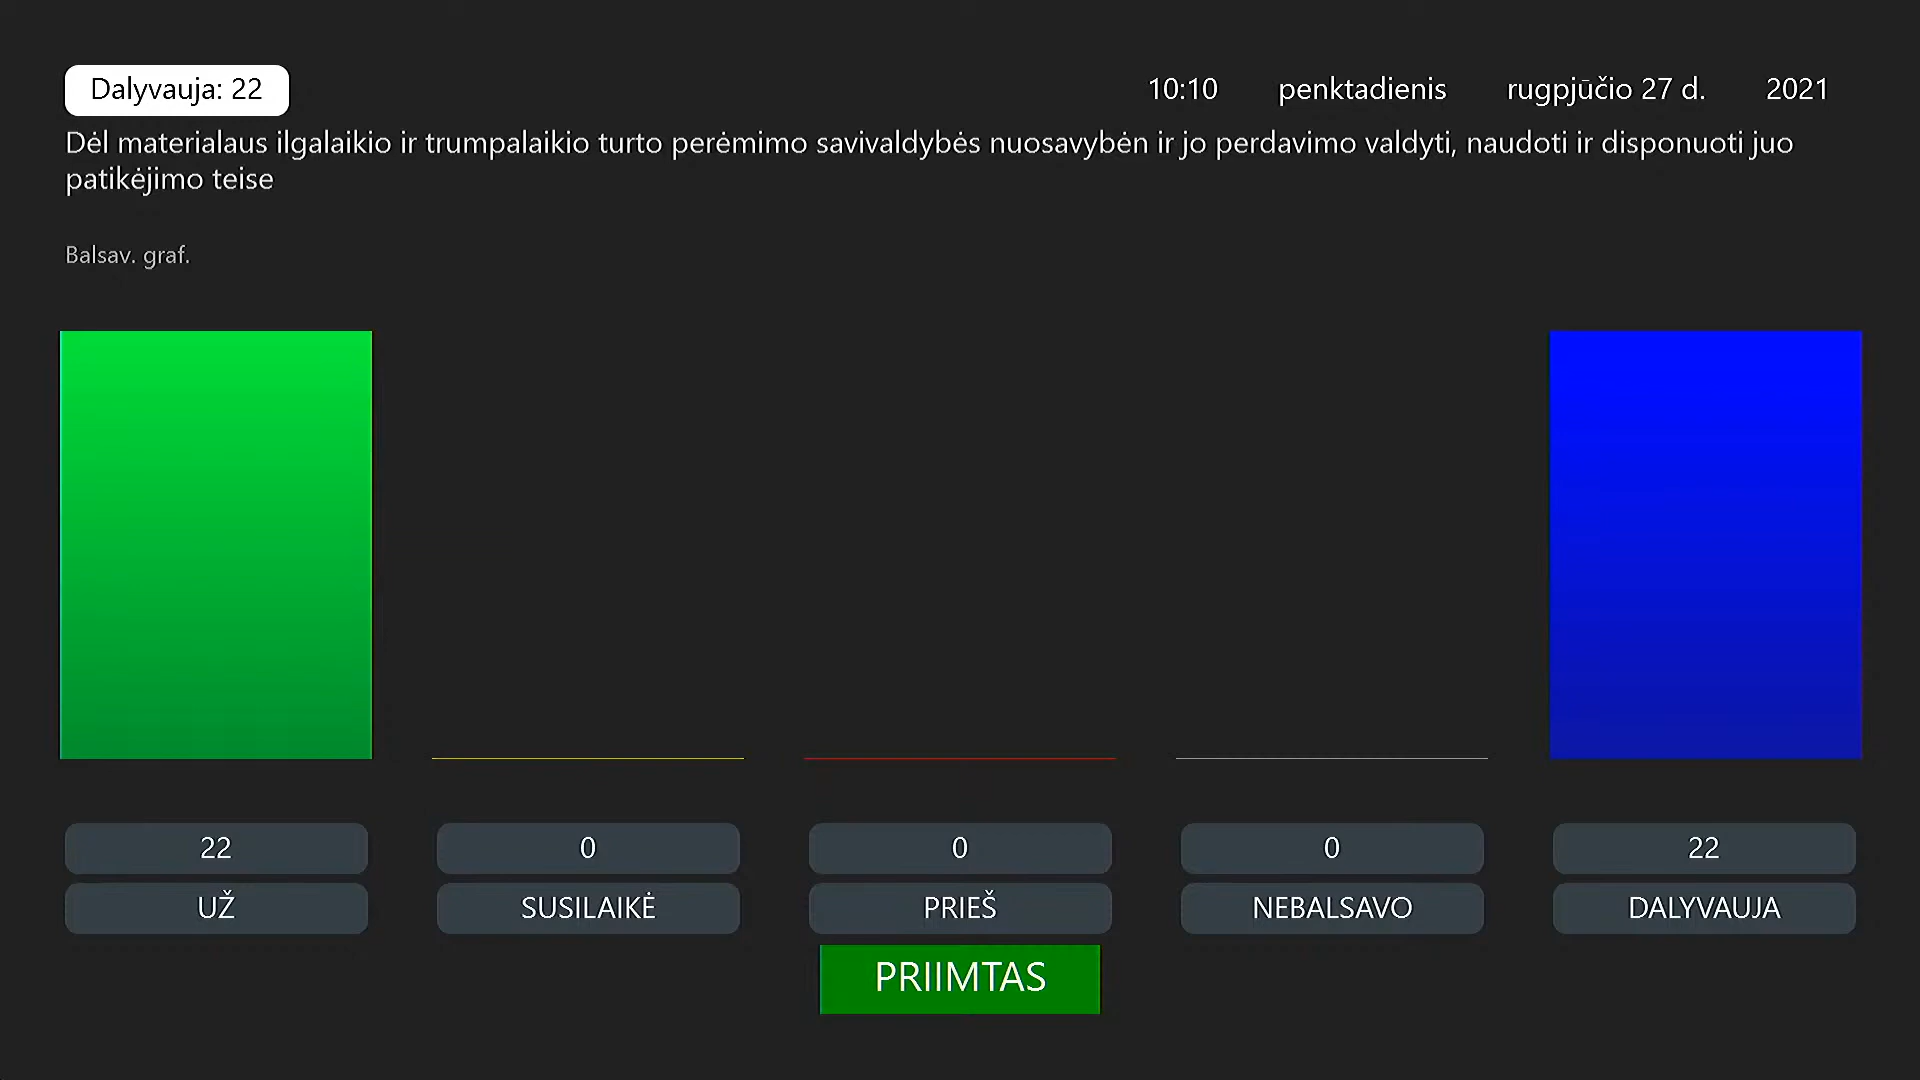 Dalyvauja: 22
10:10 penktadienis rugpjūčio 27 d. 2021
Dėl materialaus ilgalaikio ir trumpalaikio turto perėmimo savivaldybės nuosavybėn ir jo perdavimo valdyti, naudoti ir disponuoti juo
patikėjimo teise
Balsav. graf.
22 0 0 0 22
UŽ SUSILAIKĖ PRIEŠ NEBALSAVO DALYVAUJA
PRIIMTAS